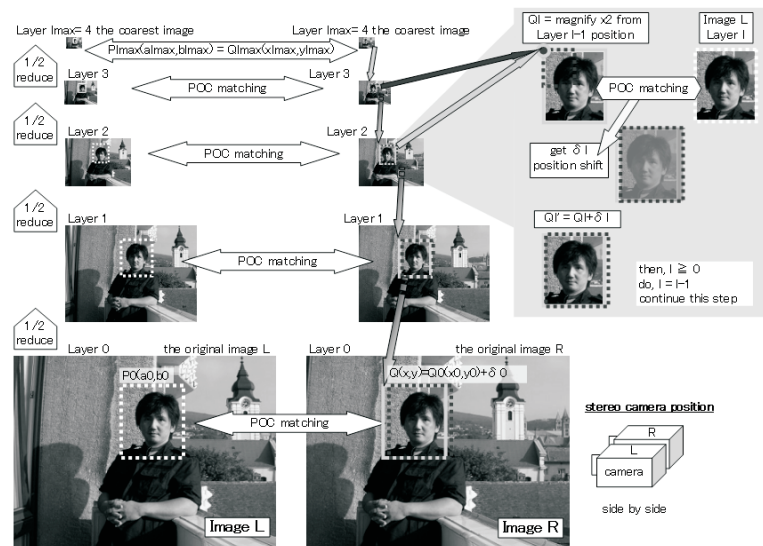 Layer lmax= 4 the coarest image
Layer lmax= 4 the coarest image
Plmax(almax,blmax) = Qlmax(xlmax,ylmax)
1/2
reduce
Layer 3
Layer 3
POC matching
1/2
reduce
Layer 2
Layer 2
POC matching
1/2
reduce
Layer 1
Layer 1
POC matching
1/2
reduce
Layer 0
the original image L
Layer 0
the original image R
P0(a0,b0
Q(x,y)=Q0(x0,y0)+δ 0
POC matching
Image L
Image R
Ql = magnify x2 from
Layer l-1 position
Image L
Layer l
POC matching
get δ l
position shift
Ql' = Ql+δ l
then, l ≧ 0
do, l = l-1
continue this step
stereo camera position
R
L
camera
side by side